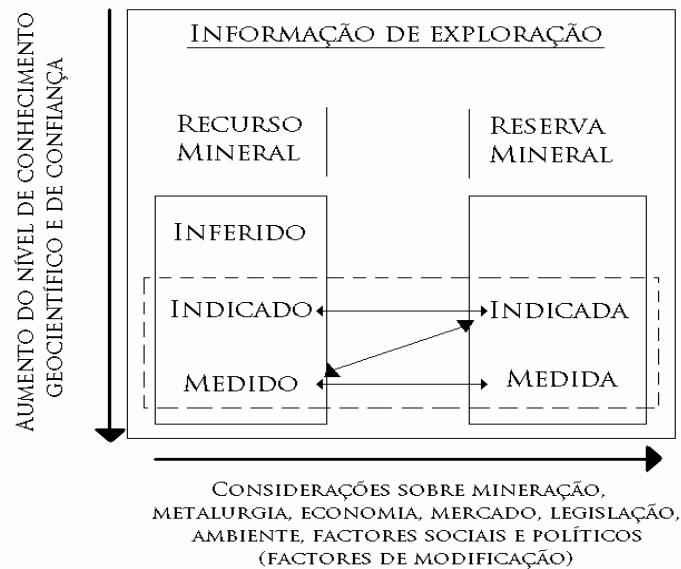 AUMENTO DO NÍVEL DE CONHECIMENTO
GEOCIENTÍFICO E DE CONFIANÇA
INFORMAÇÃO DE EXPLORAÇÃO
RECURSO
MINERAL
RESERVA
MINERAL
INFERIDO
INDICADO
INDICADA
MEDIDO
MEDIDA
CONSIDERAÇÕES SOBRE MINERAÇÃO,
METALURGIA, ECONOMIA, MERCADO, LEGISLAÇÃO,
AMBIENTE, FACTORES SOCIAIS E POLÍTICOS
(FACTORES DE MODIFICAÇÃO)